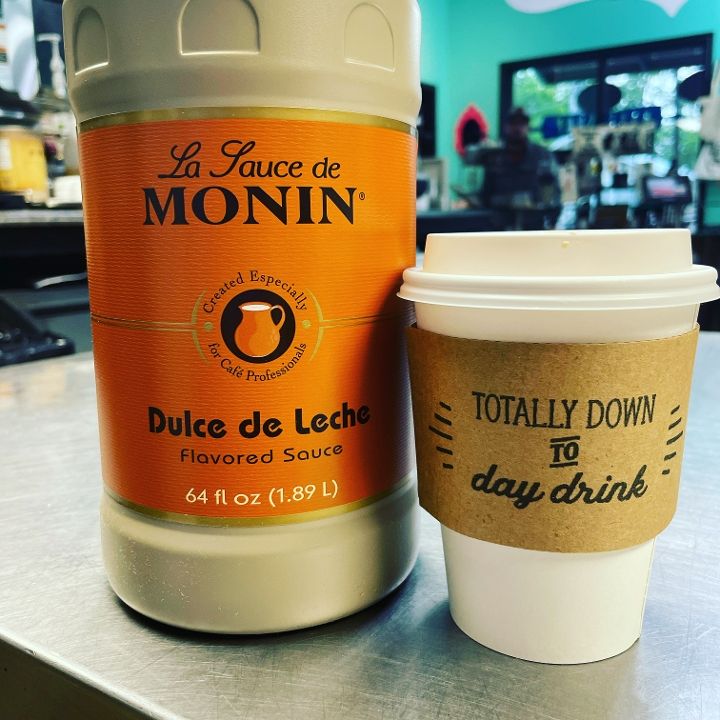 La Sauce de
MONIN®
Created Especially
for Café Professionals
Dulce de Leche
Flavored Sauce
64 fl oz (1.89 L)
TOTALLY DOWN
TO
day drink